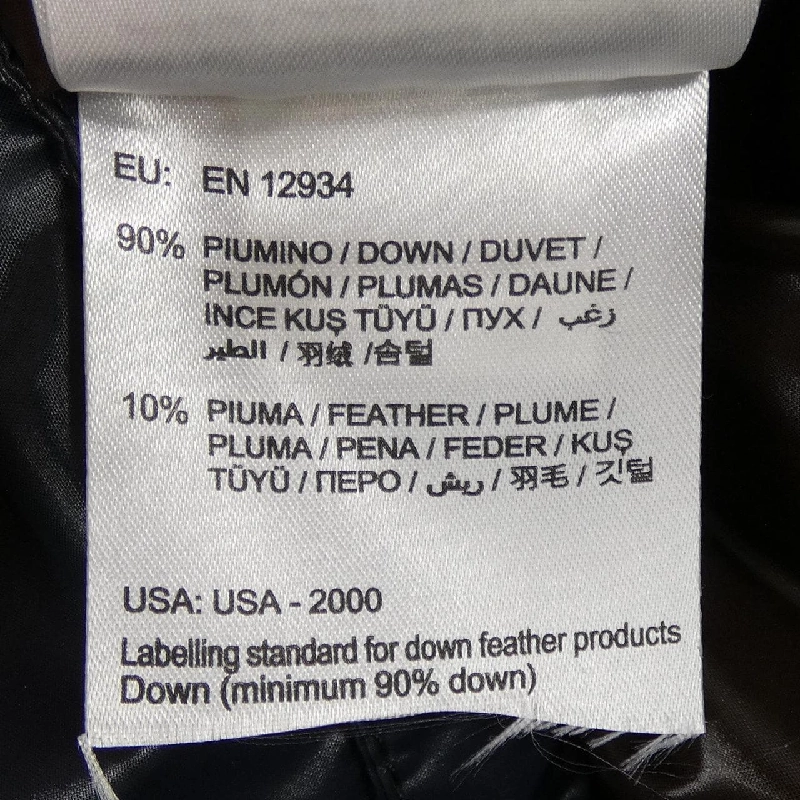 EU: EN 12934
90% PIUMINO / DOWN / DUVET /
PLUMÓN / PLUMAS / DAUNE /
INCE KUŞ TÜYÜ / ПУХ / زغب
الطير / 羽绒 /솜털
10% PIUMA / FEATHER / PLUME /
PLUMA / PENA / FEDER / KUŞ
TÜYÜ / ПЕРО / ريش / 羽毛 / 깃털
USA: USA - 2000
Labelling standard for down feather products
Down (minimum 90% down)